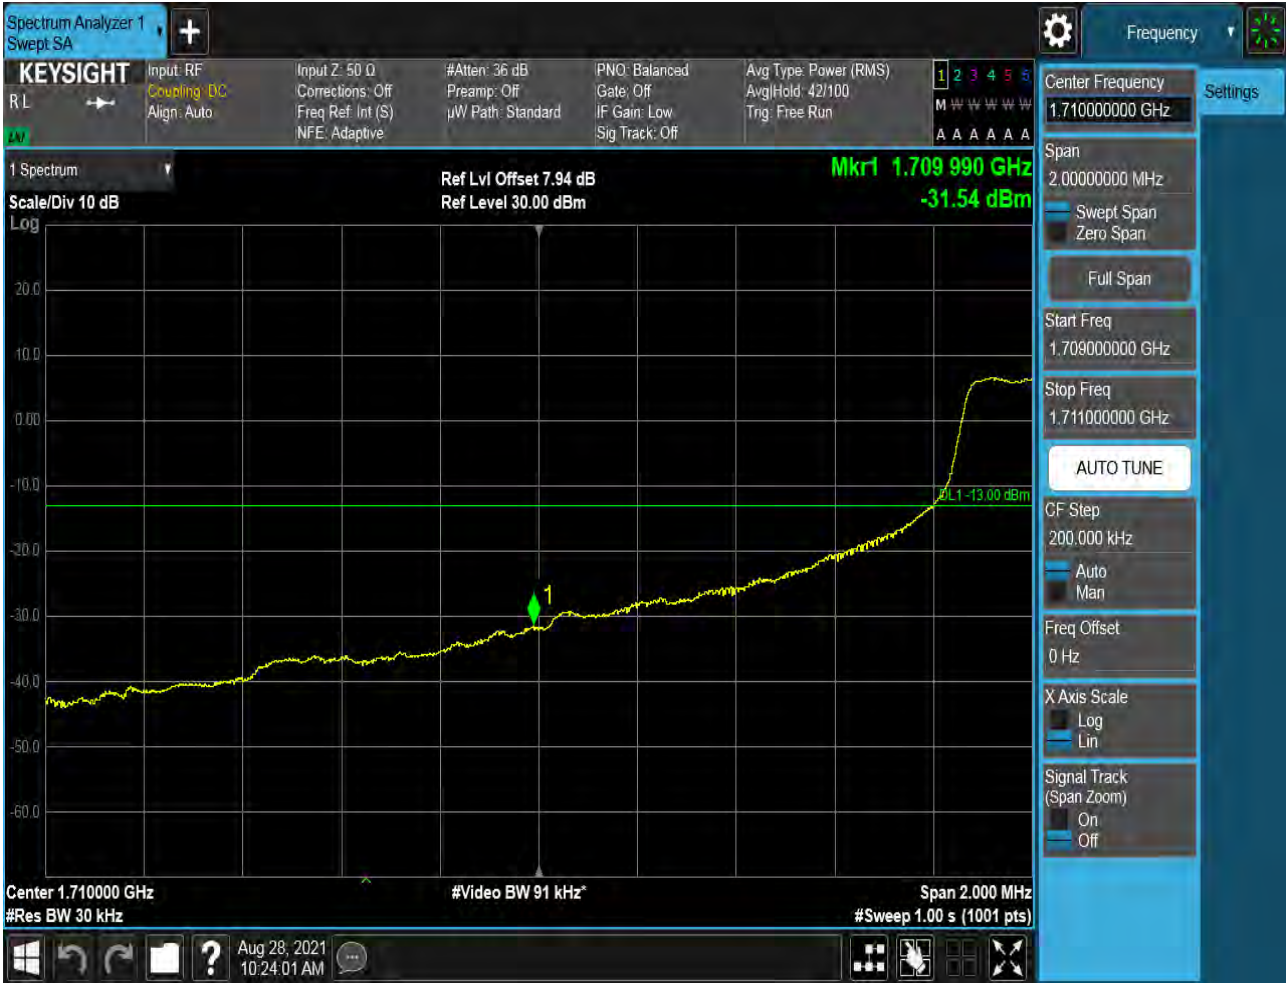 Spectrum Analyzer 1
Swept SA
+
Frequency
KEYSIGHT
R L
LNI
Input: RF
Coupling: DC
Align: Auto
Input Z: 50 Ω
Corrections: Off
Freq Ref: Int (S)
NFE: Adaptive
#Atten: 36 dB
Preamp: Off
µW Path: Standard
PNO: Balanced
Gate: Off
IF Gain: Low
Sig Track: Off
Avg Type: Power (RMS)
Avg|Hold: 42/100
Trig: Free Run
1 2 3 4 5 6
M W W W W W
A A A A A A
1 Spectrum
Scale/Div 10 dB
Log
Ref Lvl Offset 7.94 dB
Ref Level 30.00 dBm
Mkr1 1.709 990 GHz
-31.54 dBm
20.0
10.0
0.00
-10.0
-20.0
-30.0
-40.0
-50.0
-60.0
DL1 -13.00 dBm
1
Center 1.710000 GHz
#Res BW 30 kHz
#Video BW 91 kHz*
Span 2.000 MHz
#Sweep 1.00 s (1001 pts)
Center Frequency
1.710000000 GHz
Settings
Span
2.00000000 MHz
Swept Span
Zero Span
Full Span
Start Freq
1.709000000 GHz
Stop Freq
1.711000000 GHz
AUTO TUNE
CF Step
200.000 kHz
Auto
Man
Freq Offset
0 Hz
X Axis Scale
Log
Lin
Signal Track
(Span Zoom)
On
Off
?
Aug 28, 2021
10:24:01 AM